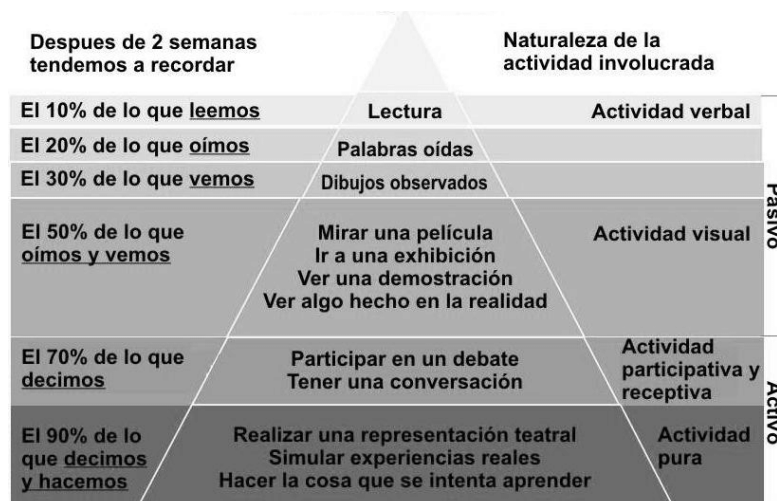 Despues de 2 semanas
tendemos a recordar
Naturaleza de la
actividad involucrada
El 10% de lo que leemos
Lectura
Actividad verbal
El 20% de lo que oímos
Palabras oídas
El 30% de lo que vemos
Dibujos observados
El 50% de lo que
oímos y vemos
Mirar una película
Ir a una exhibición
Ver una demostración
Ver algo hecho en la realidad
Actividad visual
Pasivo
El 70% de lo que
decimos
Participar en un debate
Tener una conversación
Actividad
participativa y
receptiva
El 90% de lo
que decimos
y hacemos
Realizar una representación teatral
Simular experiencias reales
Hacer la cosa que se intenta aprender
Actividad
pura
Activo